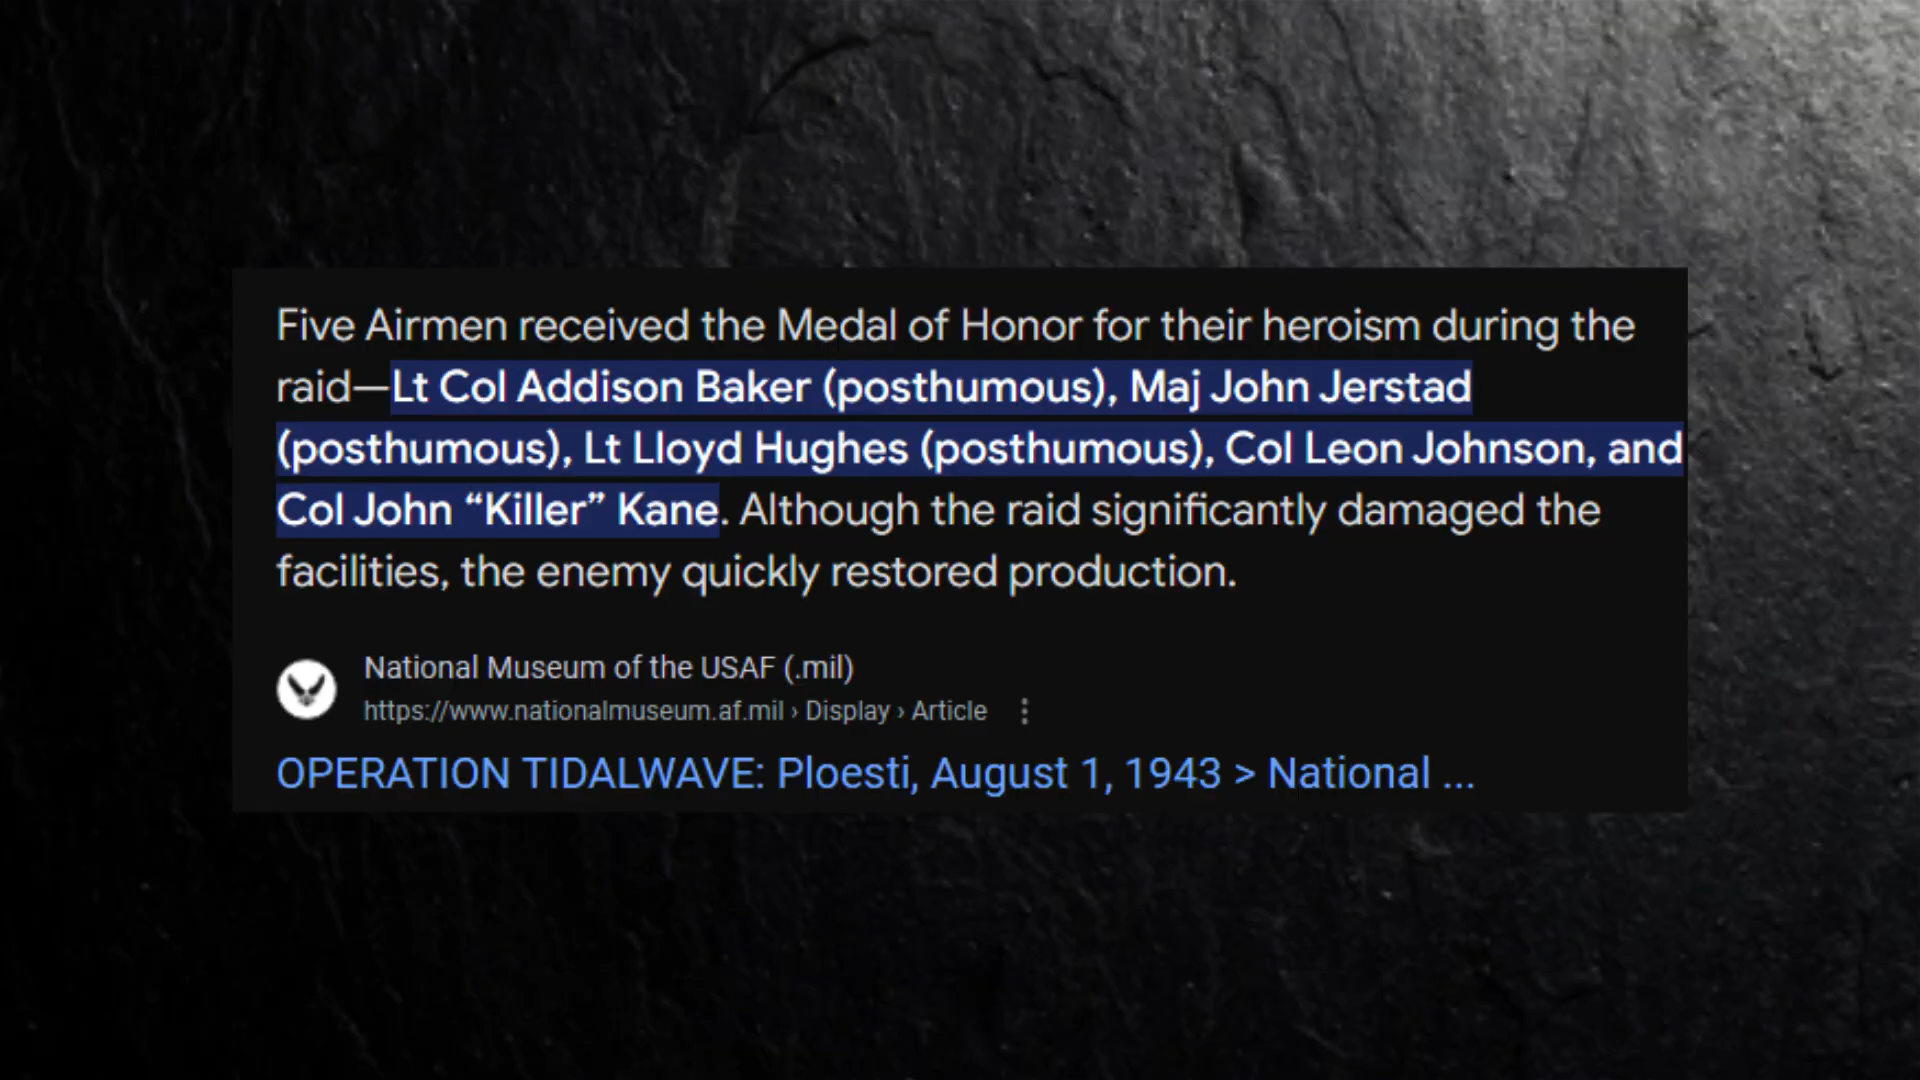 Five Airmen received the Medal of Honor for their heroism during the
raid—Lt Col Addison Baker (posthumous), Maj John Jerstad
(posthumous), Lt Lloyd Hughes (posthumous), Col Leon Johnson, and
Col John “Killer” Kane. Although the raid significantly damaged the
facilities, the enemy quickly restored production.
National Museum of the USAF (.mil)
https://www.nationalmuseum.af.mil › Display › Article
OPERATION TIDALWAVE: Ploesti, August 1, 1943 > National ...